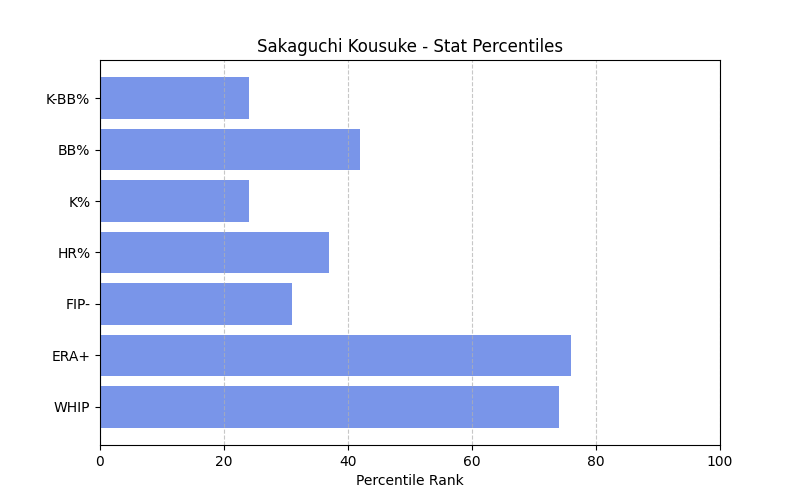 Sakaguchi Kousuke - Stat Percentiles
K-BB%
BB%
K%
HR%
FIP-
ERA+
WHIP
0 20 40 60 80 100
Percentile Rank